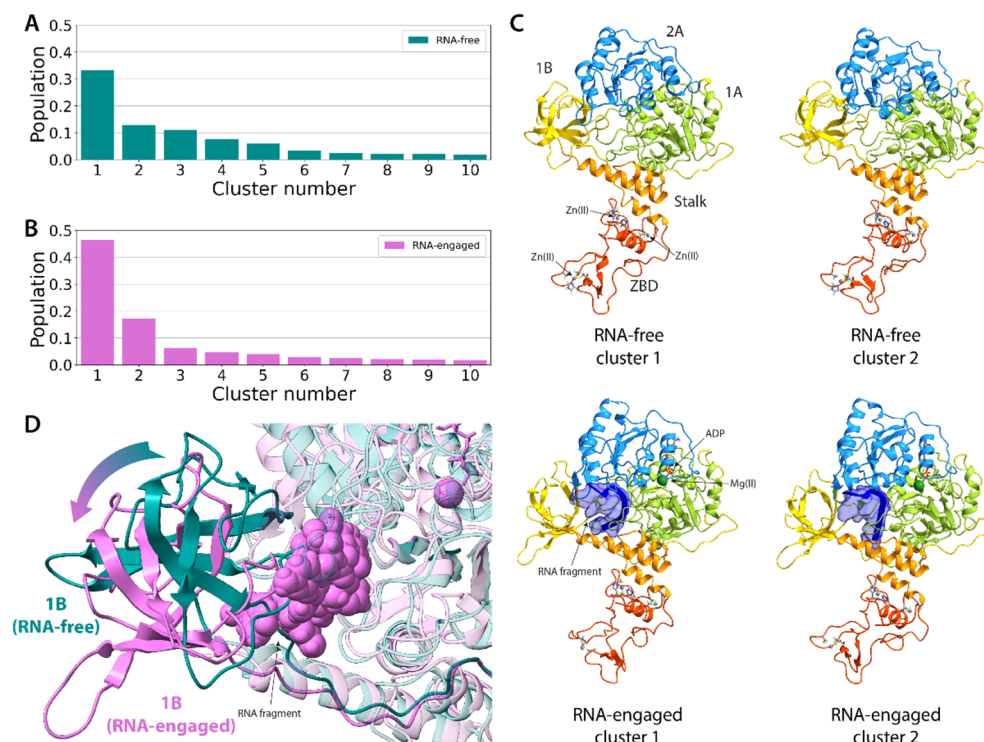 A
0.5
0.4
0.3
0.2
0.1
0.0
Population
RNA-free
1 2 3 4 5 6 7 8 9 10
Cluster number
B
0.5
0.4
0.3
0.2
0.1
0.0
Population
RNA-engaged
1 2 3 4 5 6 7 8 9 10
Cluster number
C
2A
1B
1A
Stalk
Zn(II)
Zn(II)
Zn(II)
ZBD
RNA-free
cluster 1
RNA-free
cluster 2
ADP
Mg(II)
RNA fragment
RNA-engaged
cluster 1
RNA-engaged
cluster 2
D
1B
(RNA-free)
1B
(RNA-engaged)
RNA fragment